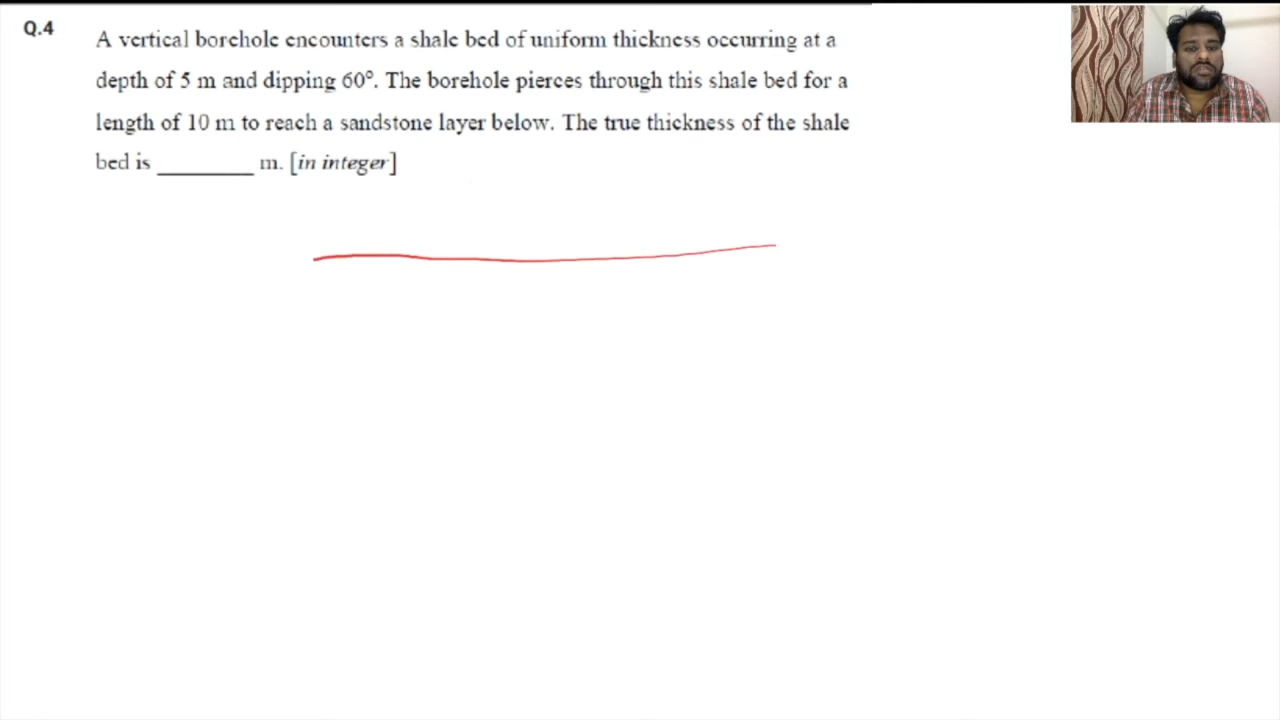 Q.4
A vertical borehole encounters a shale bed of uniform thickness occurring at a
depth of 5 m and dipping 60°. The borehole pierces through this shale bed for a
length of 10 m to reach a sandstone layer below. The true thickness of the shale
bed is ________ m. [in integer]